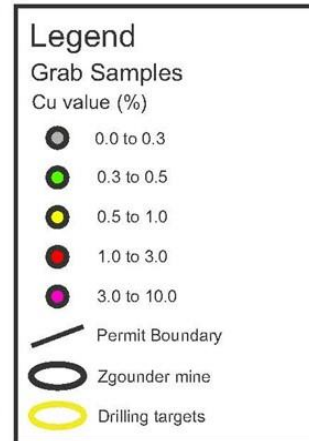 Legend
Grab Samples
Cu value (%)
0.0 to 0.3
0.3 to 0.5
0.5 to 1.0
1.0 to 3.0
3.0 to 10.0
Permit Boundary
Zgounder mine
Drilling targets